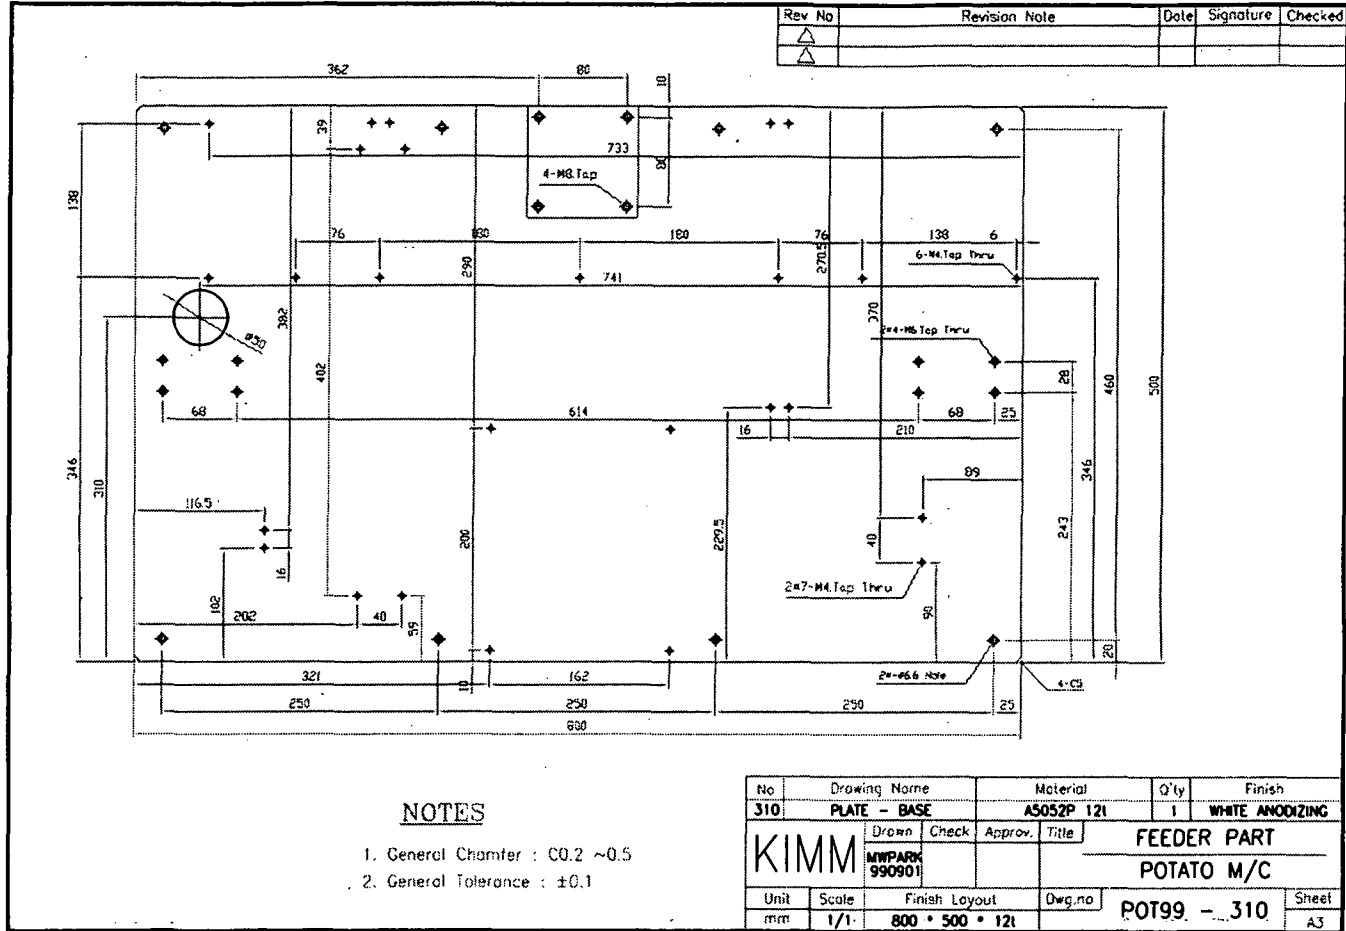 Rev No Revision Note Date Signature Checked
362 80 10
39 733 80
4-M8.Tap
138
76 180 180 76 138 6
290 270.5
6-M4.Tap Thru
741
382 370
ø50
2*4-M6 Tap Thru
402 28 460 500
68 614 68 25
16 210
346 310 346
89
116.5
200 229.5 40 243
16
102
2*7-M4.Tap Thru
202 40 59 90
20
321 10 162
2*-ø6.6 Hole
4-C5
250 250 250 25
800
NOTES
1. General Chamfer : C0.2 ~0.5
2. General Tolerance : ±0.1
No Drawing Name Material Q'ty Finish
310 PLATE - BASE A5052P 12t 1 WHITE ANODIZING
KIMM Drawn Check Approv. Title FEEDER PART
MWPARK
990901
POTATO M/C
Unit Scale Finish Layout Dwg.no POT99 - 310 Sheet
mm 1/1 800 * 500 * 12t A3